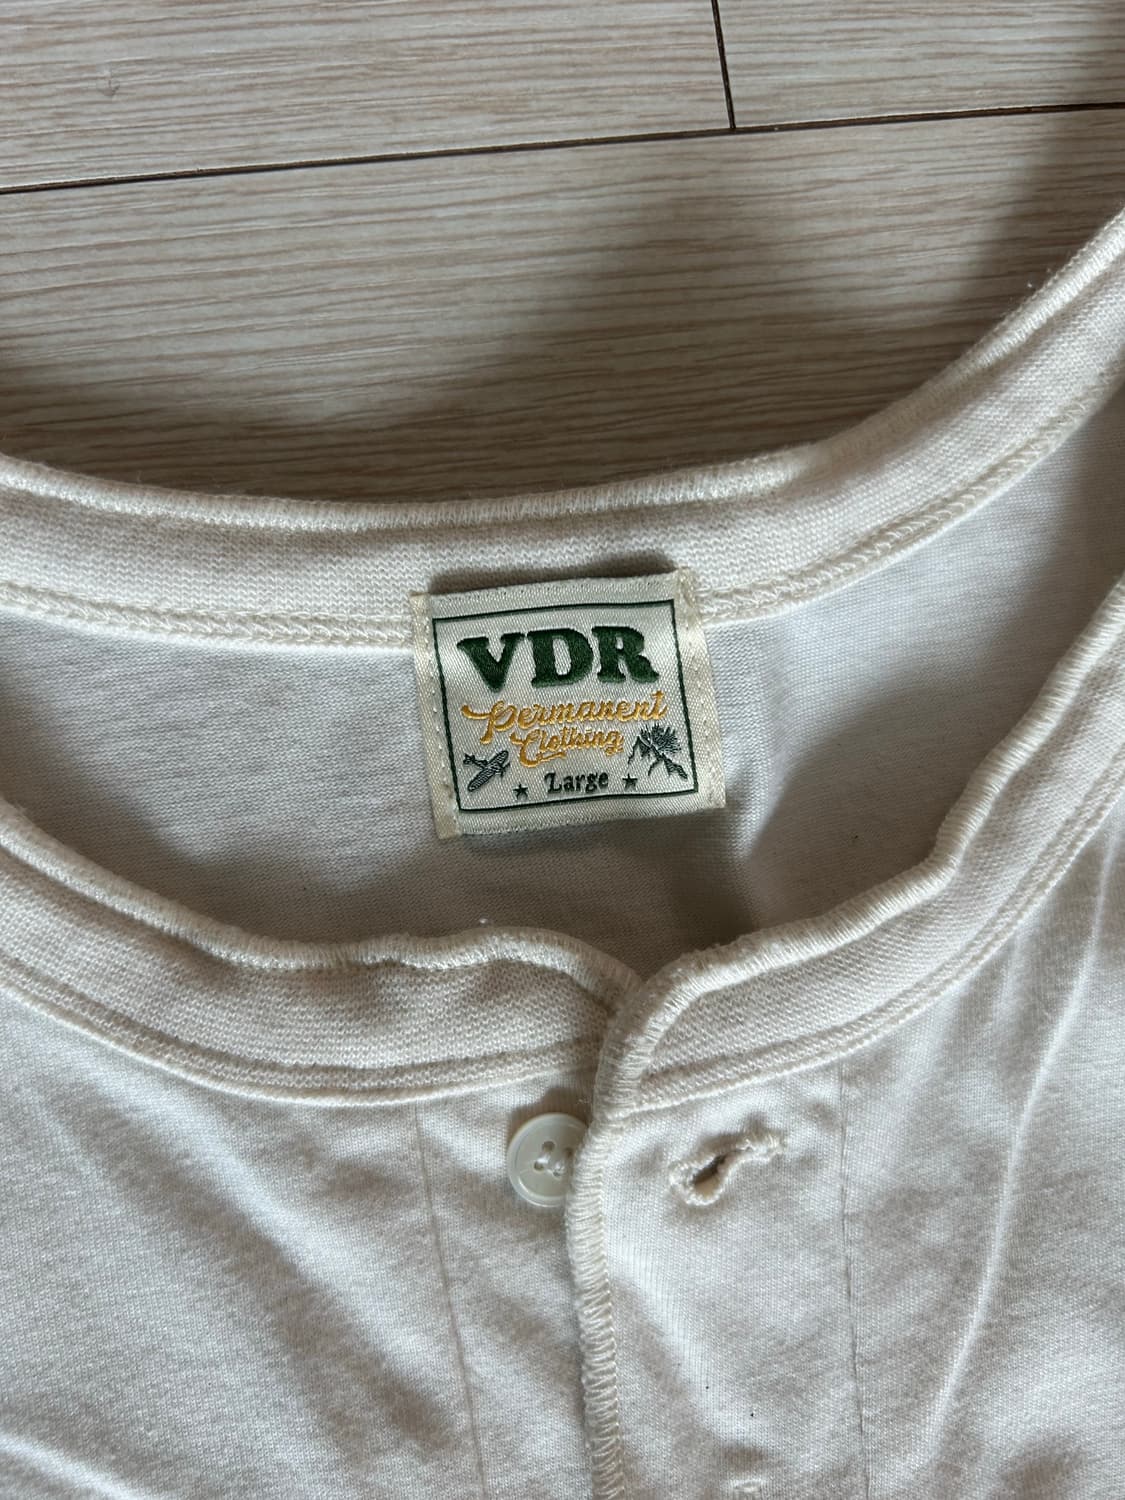 VDR
Permanent
Clothing
Large